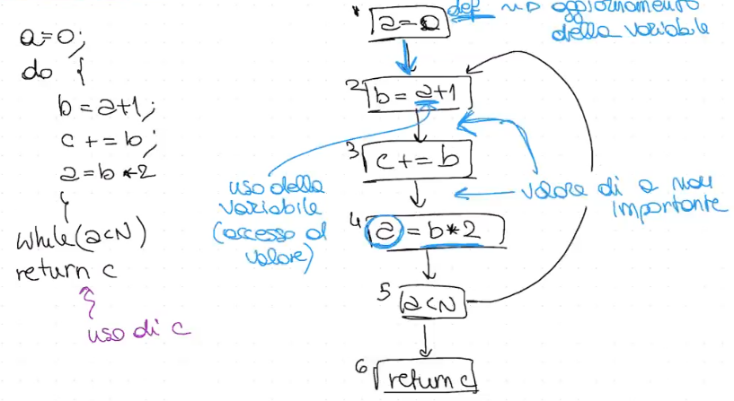 a=0;
do {
b=a+1;
c+=b;
a=b*2
}
while(a<N)
return c
uso di c
1
a=0
def ~> aggiornamento
della variabile
2
b=a+1
3
c+=b
uso della
variabile
(accesso al
valore)
valore di a non
importante
4
a=b*2
5
a<N
6
return c